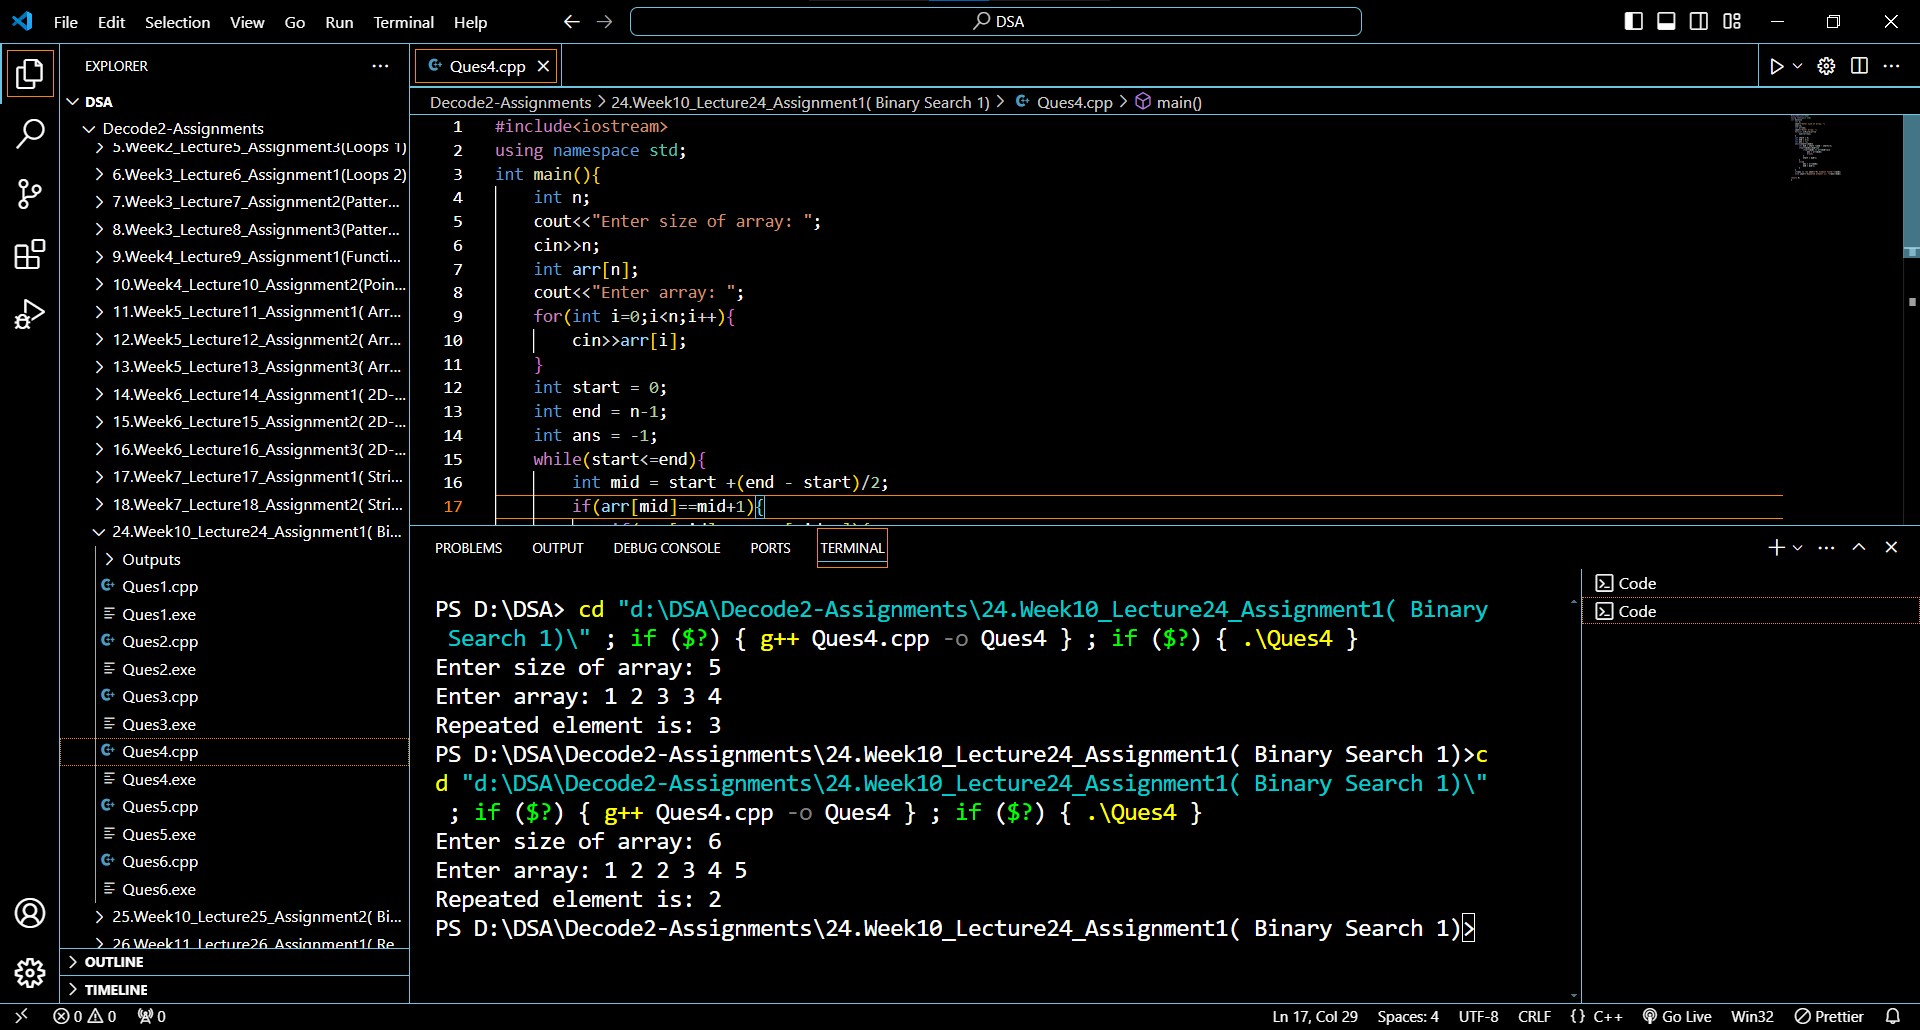 File Edit Selection View Go Run Terminal Help
DSA
EXPLORER
DSA
Decode2-Assignments
5.Week2_Lecture5_Assignment3(Loops 1)
6.Week3_Lecture6_Assignment1(Loops 2)
7.Week3_Lecture7_Assignment2(Patter...
8.Week3_Lecture8_Assignment3(Patter...
9.Week4_Lecture9_Assignment1(Functi...
10.Week4_Lecture10_Assignment2(Poin...
11.Week5_Lecture11_Assignment1( Arr...
12.Week5_Lecture12_Assignment2( Arr...
13.Week5_Lecture13_Assignment3( Arr...
14.Week6_Lecture14_Assignment1( 2D-...
15.Week6_Lecture15_Assignment2( 2D-...
16.Week6_Lecture16_Assignment3( 2D-...
17.Week7_Lecture17_Assignment1( Stri...
18.Week7_Lecture18_Assignment2( Stri...
24.Week10_Lecture24_Assignment1( Bi...
Outputs
Ques1.cpp
Ques1.exe
Ques2.cpp
Ques2.exe
Ques3.cpp
Ques3.exe
Ques4.cpp
Ques4.exe
Ques5.cpp
Ques5.exe
Ques6.cpp
Ques6.exe
25.Week10_Lecture25_Assignment2( Bi...
26.Week11_Lecture26_Assignment1( Re
OUTLINE
TIMELINE
Ques4.cpp
Decode2-Assignments > 24.Week10_Lecture24_Assignment1( Binary Search 1) > Ques4.cpp > main()
1 #include<iostream>
2 using namespace std;
3 int main(){
4 int n;
5 cout<<"Enter size of array: ";
6 cin>>n;
7 int arr[n];
8 cout<<"Enter array: ";
9 for(int i=0;i<n;i++){
10 cin>>arr[i];
11 }
12 int start = 0;
13 int end = n-1;
14 int ans = -1;
15 while(start<=end){
16 int mid = start +(end - start)/2;
17 if(arr[mid]==mid+1){
PROBLEMS OUTPUT DEBUG CONSOLE PORTS TERMINAL
PS D:\DSA> cd "d:\DSA\Decode2-Assignments\24.Week10_Lecture24_Assignment1( Binary
Search 1)\" ; if ($?) { g++ Ques4.cpp -o Ques4 } ; if ($?) { .\Ques4 }
Enter size of array: 5
Enter array: 1 2 3 3 4
Repeated element is: 3
PS D:\DSA\Decode2-Assignments\24.Week10_Lecture24_Assignment1( Binary Search 1)>c
d "d:\DSA\Decode2-Assignments\24.Week10_Lecture24_Assignment1( Binary Search 1)\"
; if ($?) { g++ Ques4.cpp -o Ques4 } ; if ($?) { .\Ques4 }
Enter size of array: 6
Enter array: 1 2 2 3 4 5
Repeated element is: 2
PS D:\DSA\Decode2-Assignments\24.Week10_Lecture24_Assignment1( Binary Search 1)>
Code
Code
0 0 0 Ln 17, Col 29 Spaces: 4 UTF-8 CRLF {} C++ Go Live Win32 Prettier